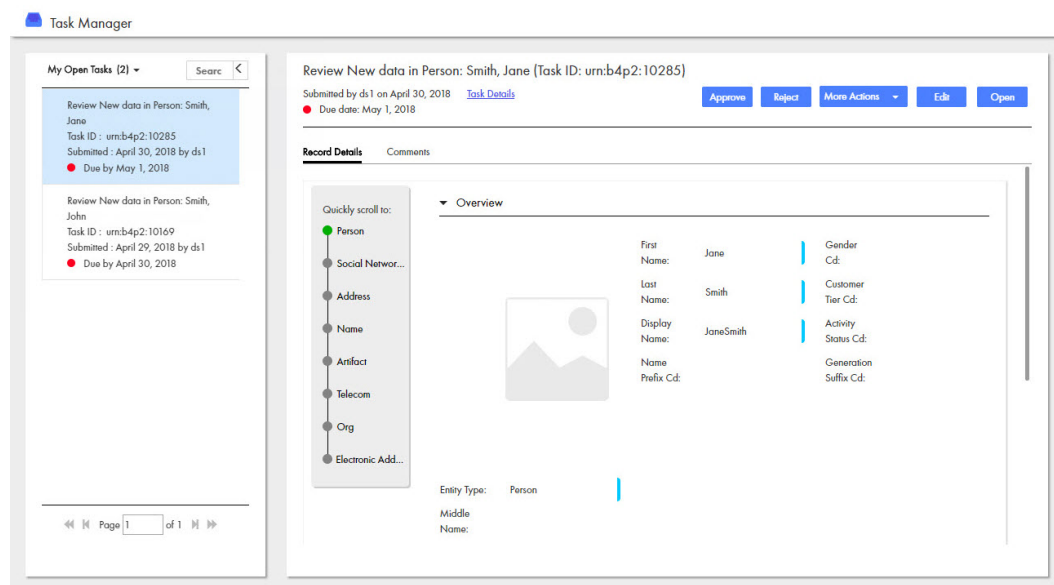 Task Manager
My Open Tasks (2)
Searc
Review New data in Person: Smith,
Jane
Task ID : urn:b4p2:10285
Submitted : April 30, 2018 by ds1
Due by May 1, 2018
Review New data in Person: Smith,
John
Task ID : urn:b4p2:10169
Submitted : April 29, 2018 by ds1
Due by April 30, 2018
Page 1 of 1
Review New data in Person: Smith, Jane (Task ID: urn:b4p2:10285)
Submitted by ds1 on April 30, 2018 Task Details
Due date: May 1, 2018
Approve Reject More Actions Edit Open
Record Details Comments
Quickly scroll to:
Person
Social Networ...
Address
Name
Artifact
Telecom
Org
Electronic Add...
Overview
First
Name:
Jane
Gender
Cd:
Last
Name:
Smith
Customer
Tier Cd:
Display
Name:
JaneSmith
Activity
Status Cd:
Name
Prefix Cd:
Generation
Suffix Cd:
Entity Type: Person
Middle
Name: